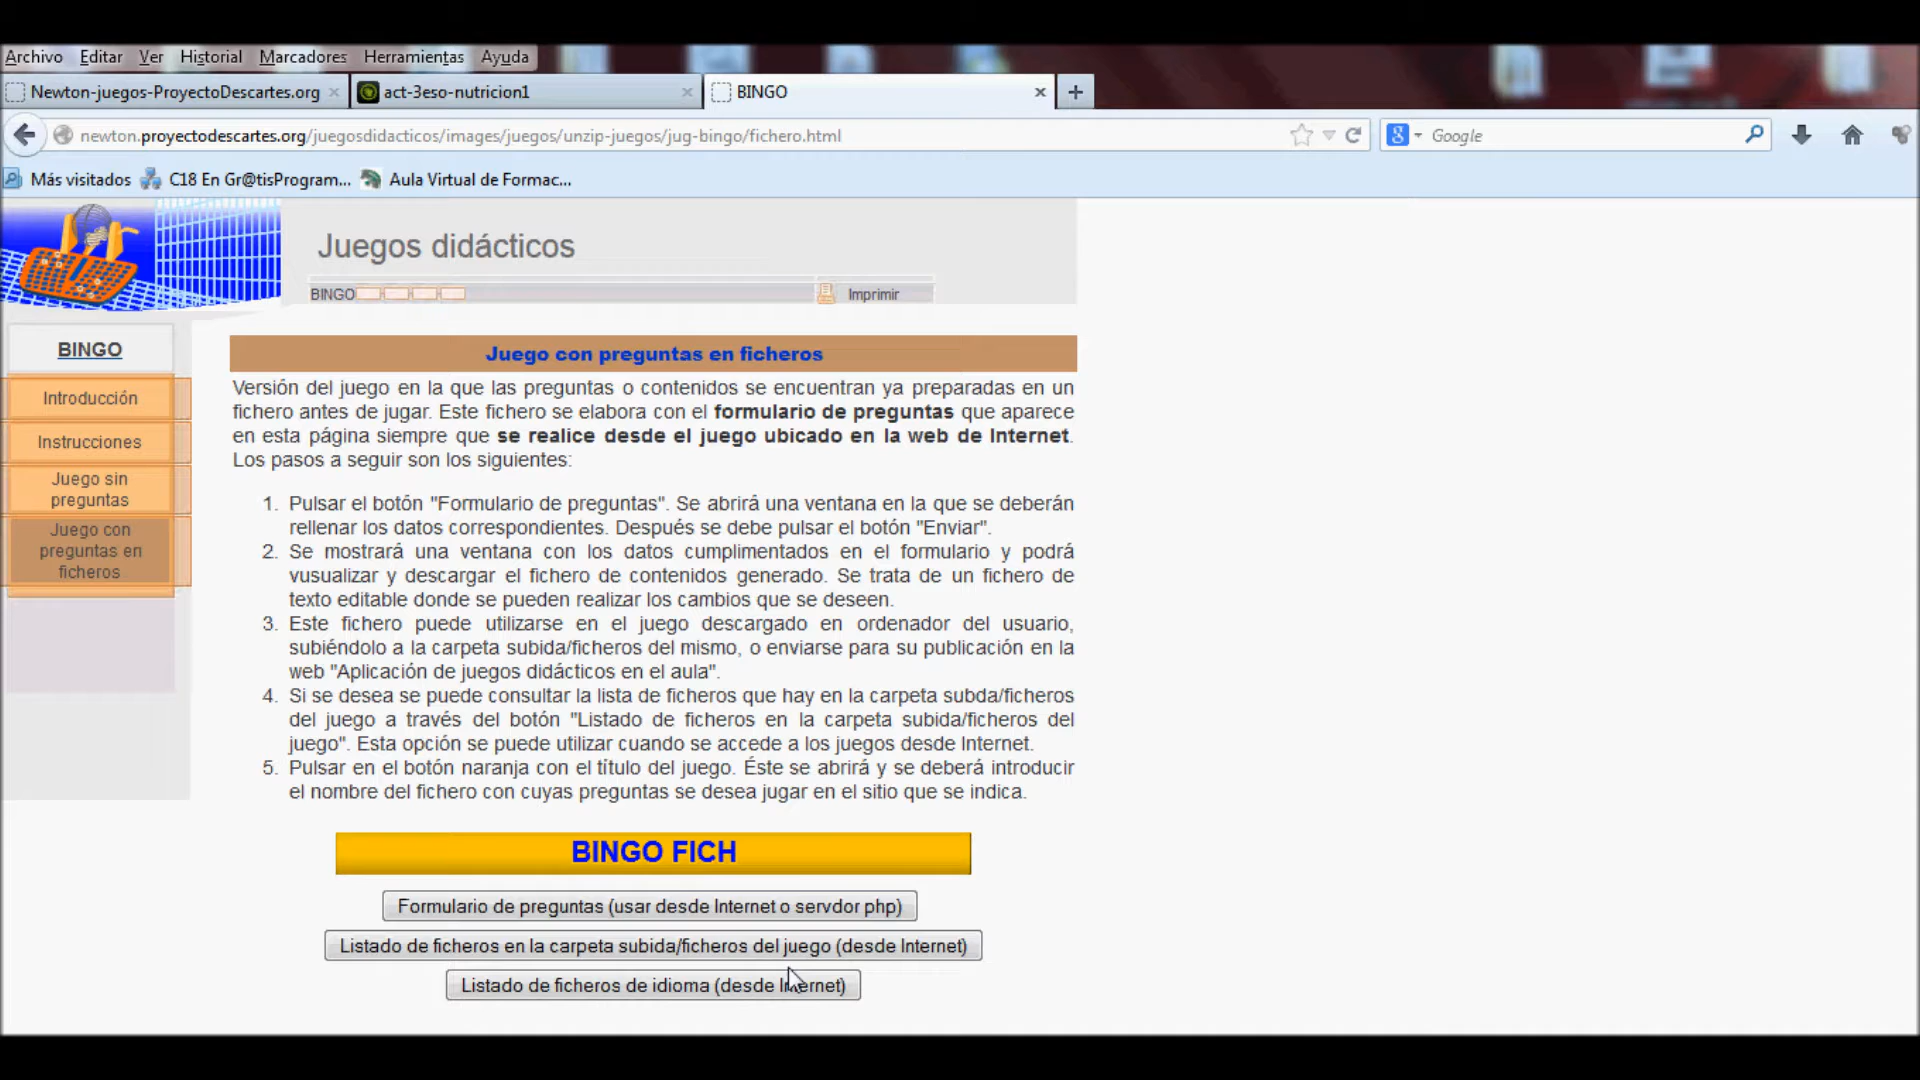 Archivo Editar Ver Historial Marcadores Herramientas Ayuda
Newton-juegos-ProyectoDescartes.org × act-3eso-nutricion1 × BINGO × +
newton.proyectodescartes.org/juegosdidacticos/images/juegos/unzip-juegos/jug-bingo/fichero.html Google
Más visitados C18 En Gr@tisProgram... Aula Virtual de Formac...
Juegos didácticos
BINGO Imprimir
BINGO
Introducción
Instrucciones
Juego sin
preguntas
Juego con
preguntas en
ficheros
Juego con preguntas en ficheros
Versión del juego en la que las preguntas o contenidos se encuentran ya preparadas en un
fichero antes de jugar. Este fichero se elabora con el formulario de preguntas que aparece
en esta página siempre que se realice desde el juego ubicado en la web de Internet.
Los pasos a seguir son los siguientes:
1. Pulsar el botón "Formulario de preguntas". Se abrirá una ventana en la que se deberán
rellenar los datos correspondientes. Después se debe pulsar el botón "Enviar".
2. Se mostrará una ventana con los datos cumplimentados en el formulario y podrá
vusualizar y descargar el fichero de contenidos generado. Se trata de un fichero de
texto editable donde se pueden realizar los cambios que se deseen.
3. Este fichero puede utilizarse en el juego descargado en ordenador del usuario,
subiéndolo a la carpeta subida/ficheros del mismo, o enviarse para su publicación en la
web "Aplicación de juegos didácticos en el aula".
4. Si se desea se puede consultar la lista de ficheros que hay en la carpeta subda/ficheros
del juego a través del botón "Listado de ficheros en la carpeta subida/ficheros del
juego". Esta opción se puede utilizar cuando se accede a los juegos desde Internet.
5. Pulsar en el botón naranja con el título del juego. Éste se abrirá y se deberá introducir
el nombre del fichero con cuyas preguntas se desea jugar en el sitio que se indica.
BINGO FICH
Formulario de preguntas (usar desde Internet o servdor php)
Listado de ficheros en la carpeta subida/ficheros del juego (desde Internet)
Listado de ficheros de idioma (desde Internet)